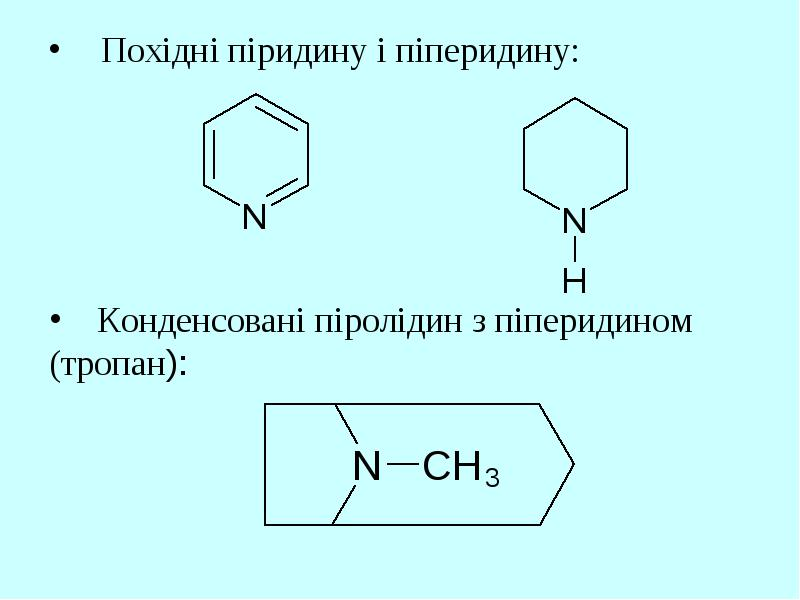 • Похідні піридину і піперидину:
N
N
H
• Конденсовані піролідин з піперидином
(тропан):
N—CH3